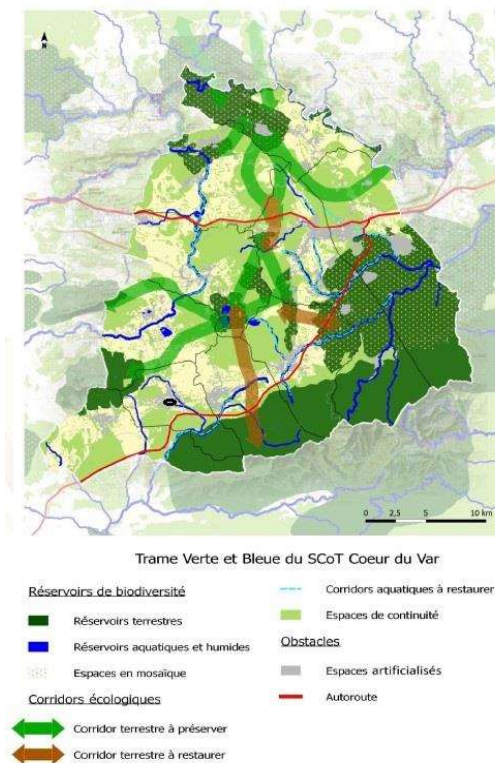 N
0 2,5 5 10 km
Trame Verte et Bleue du SCoT Coeur du Var
Réservoirs de biodiversité
Réservoirs terrestres
Réservoirs aquatiques et humides
Espaces en mosaïque
Corridors écologiques
Corridor terrestre à préserver
Corridor terrestre à restaurer
Corridors aquatiques à restaurer
Espaces de continuité
Obstacles
Espaces artificialisés
Autoroute